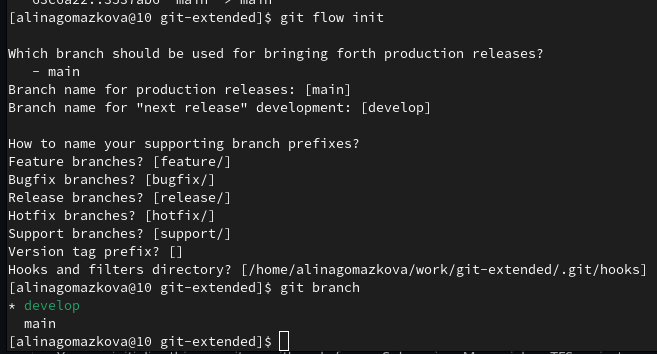 63c6a22..3537ab0  main -> main
[alinagomazkova@10 git-extended]$ git flow init

Which branch should be used for bringing forth production releases?
   - main
Branch name for production releases: [main]
Branch name for "next release" development: [develop]

How to name your supporting branch prefixes?
Feature branches? [feature/]
Bugfix branches? [bugfix/]
Release branches? [release/]
Hotfix branches? [hotfix/]
Support branches? [support/]
Version tag prefix? []
Hooks and filters directory? [/home/alinagomazkova/work/git-extended/.git/hooks]
[alinagomazkova@10 git-extended]$ git branch
* develop
  main
[alinagomazkova@10 git-extended]$